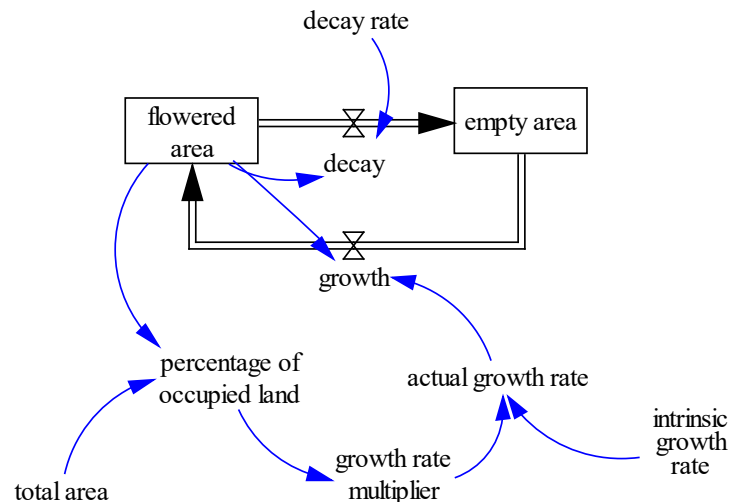 decay rate
flowered
area
empty area
decay
growth
percentage of
occupied land
actual growth rate
intrinsic
growth
rate
growth rate
multiplier
total area